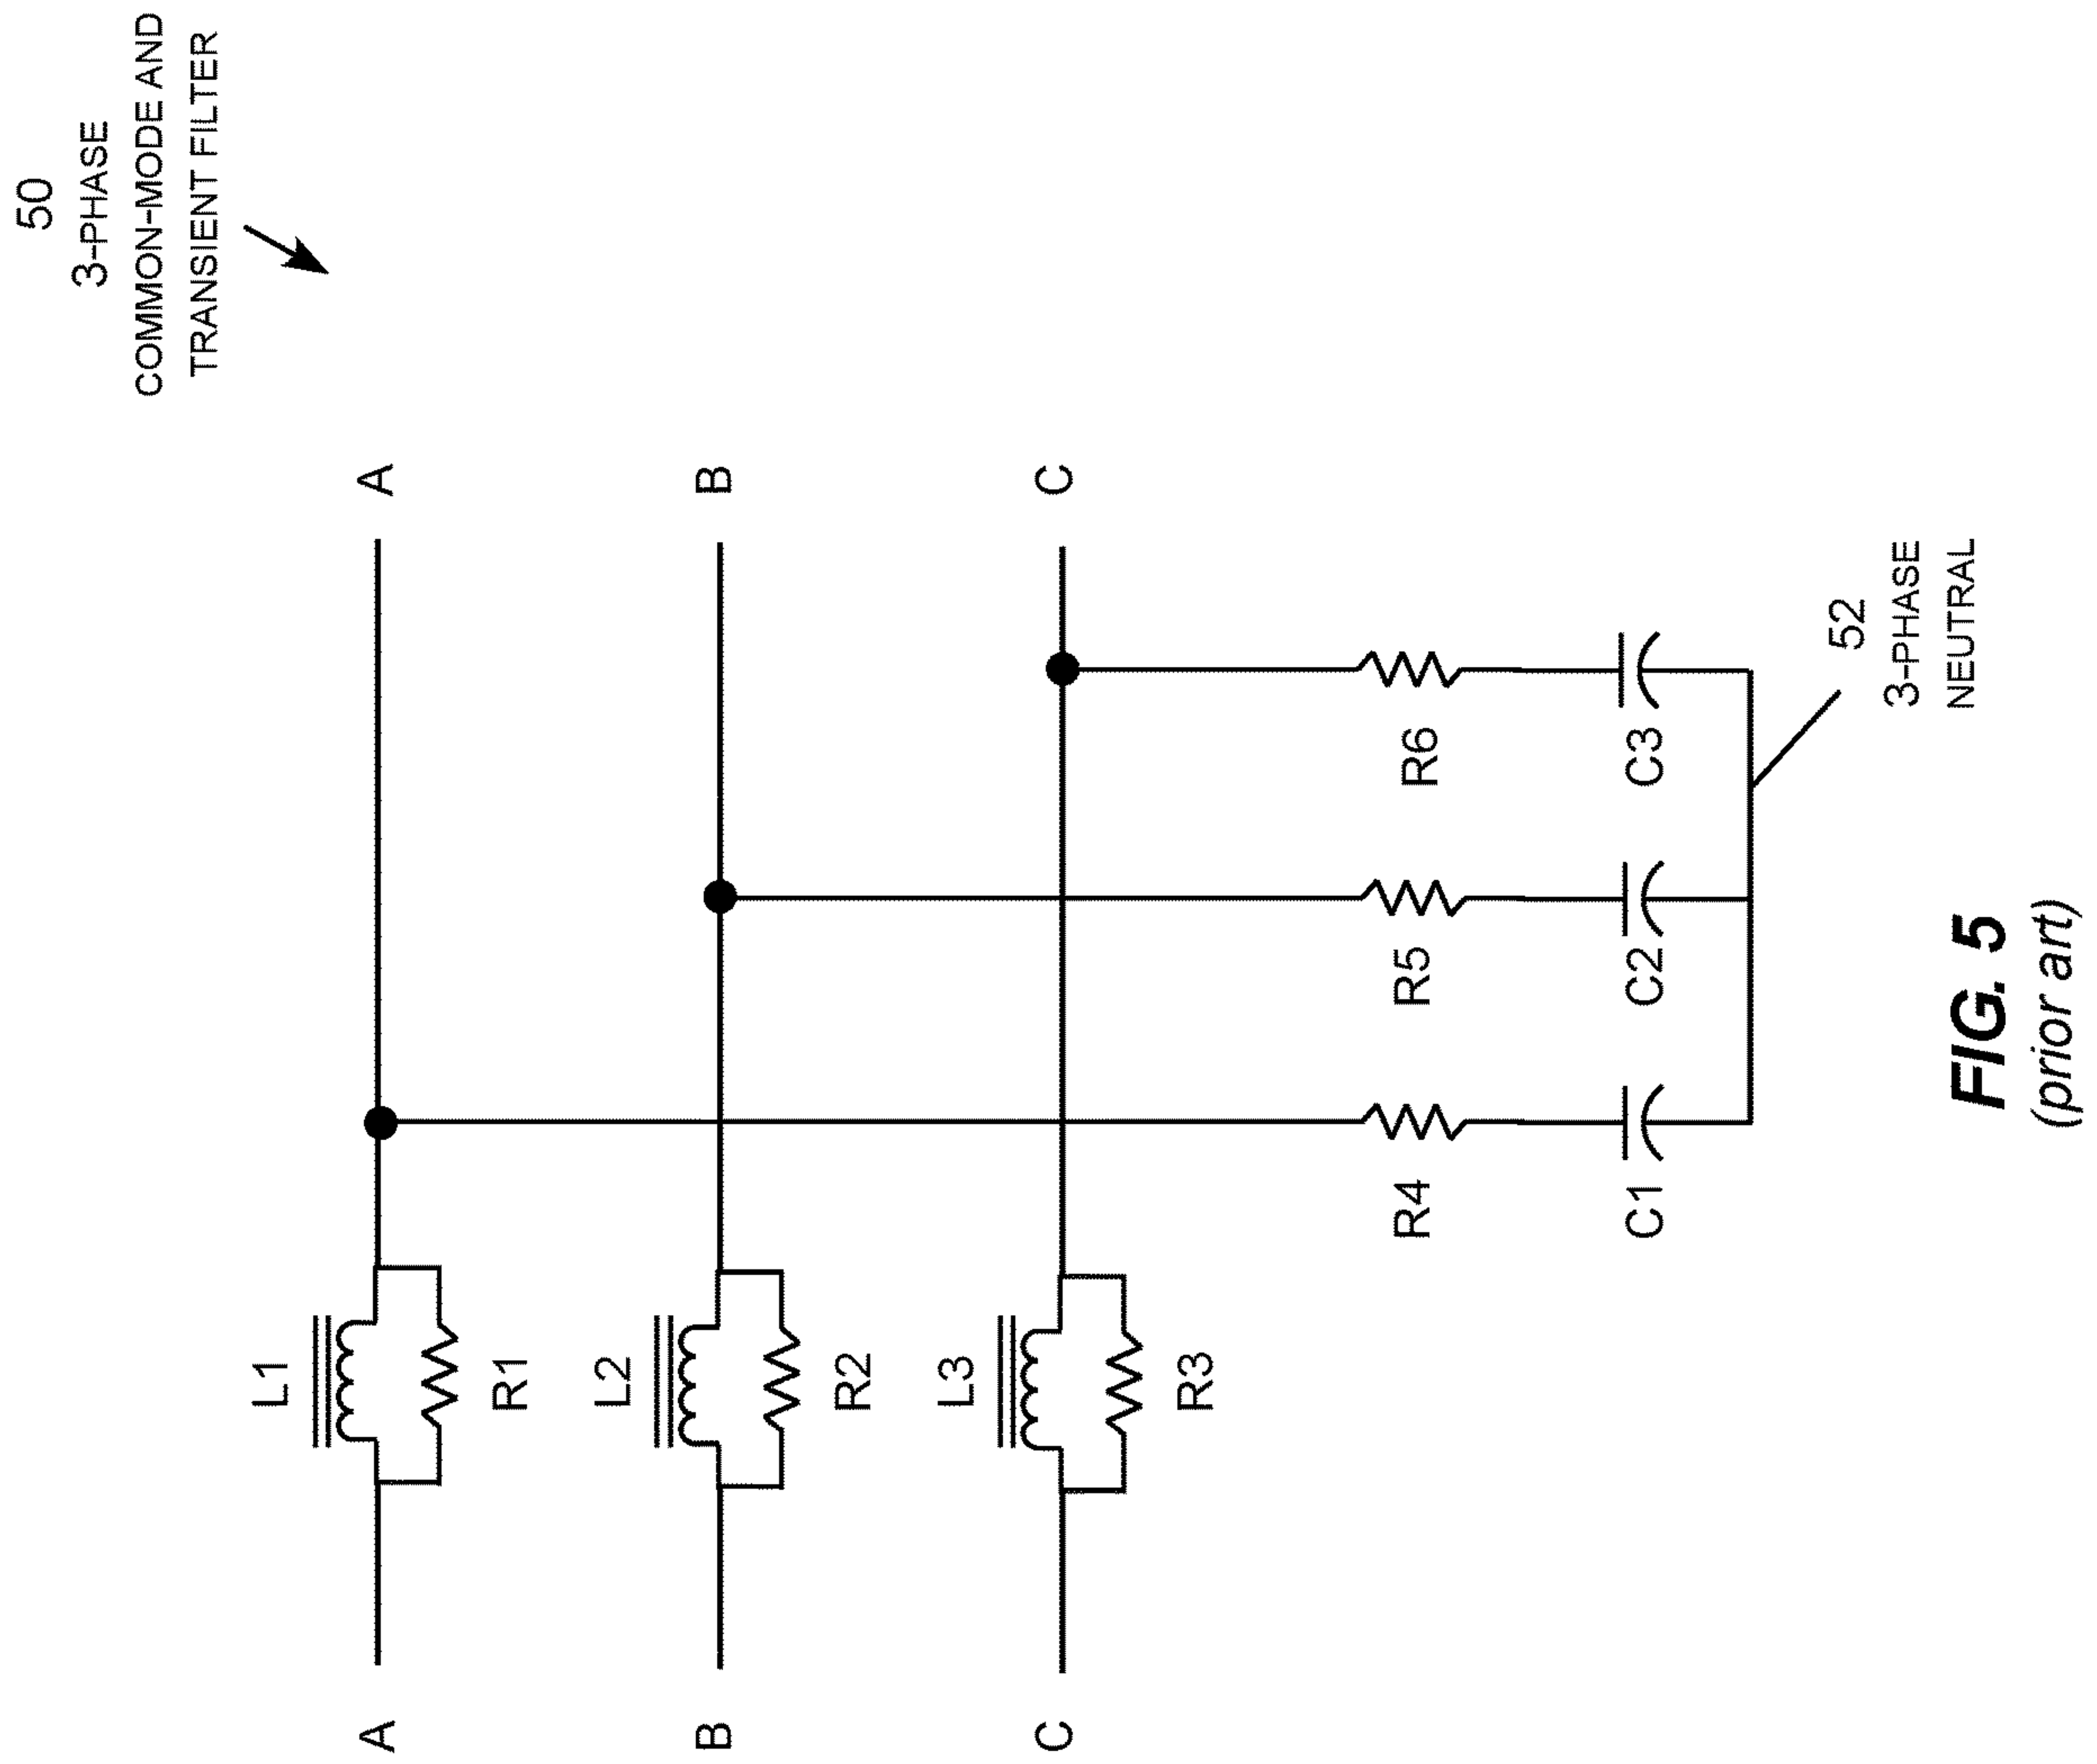 50
3-PHASE
COMMON-MODE AND
TRANSIENT FILTER
L1
A
A
R1
L2
B
B
R2
L3
C
C
R3
R4
R5
R6
C1
C2
C3
52
3-PHASE
NEUTRAL
FIG. 5
(prior art)